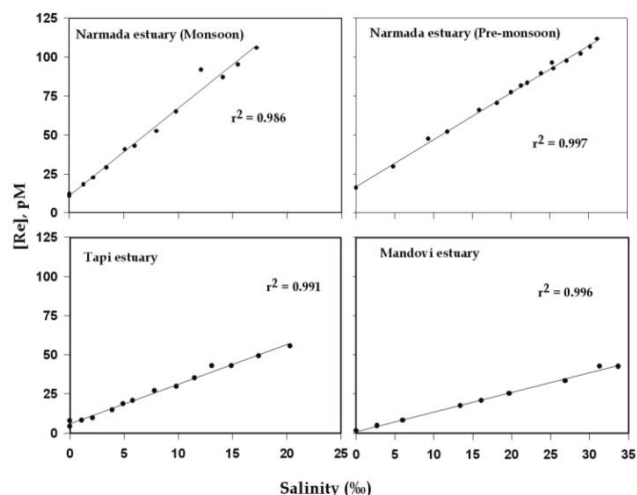 Narmada estuary (Monsoon)
r² = 0.986
Narmada estuary (Pre-monsoon)
r² = 0.997
125
100
75
50
25
0
[Re], pM
Tapi estuary
r² = 0.991
Mandovi estuary
r² = 0.996
125
100
75
50
25
0
0 5 10 15 20 25
0 5 10 15 20 25 30 35
Salinity (‰)